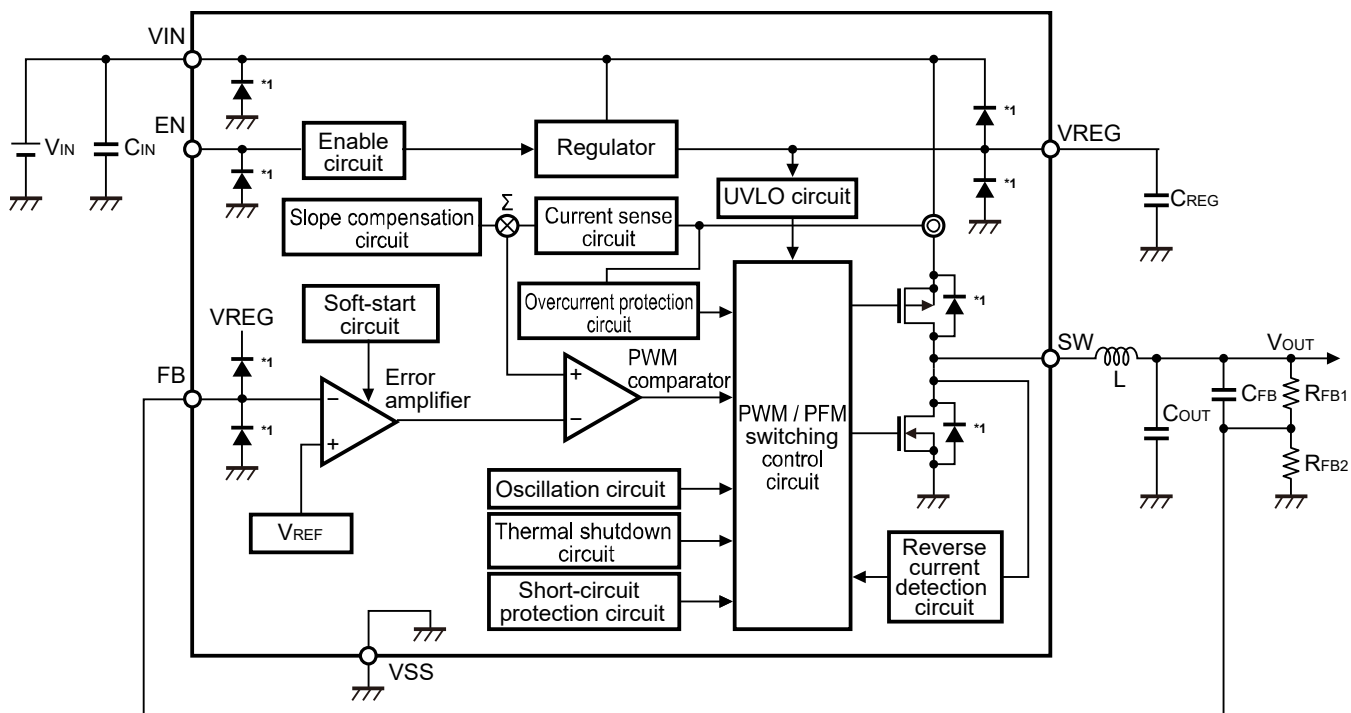 VIN
*1
*1
EN
VREG
VIN
CIN
Enable
circuit
Regulator
*1
*1
UVLO circuit
CREG
Σ
Slope compensation
circuit
Current sense
circuit
Overcurrent protection
circuit
*1
Soft-start
circuit
VREG
*1
SW
VOUT
L
PWM
comparator
FB
Error
amplifier
+
−
−
+
*1
PWM / PFM
switching
control
circuit
*1
COUT
CFB
RFB1
RFB2
Oscillation circuit
VREF
Thermal shutdown
circuit
Reverse
current
detection
circuit
Short-circuit
protection circuit
VSS